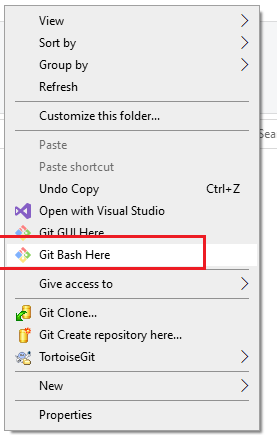 View
Sort by
Group by
Refresh
Customize this folder...
Paste
Paste shortcut
Undo Copy Ctrl+Z
Open with Visual Studio
Git GUI Here
Git Bash Here
Give access to
Git Clone...
Git Create repository here...
TortoiseGit
New
Properties
Sea